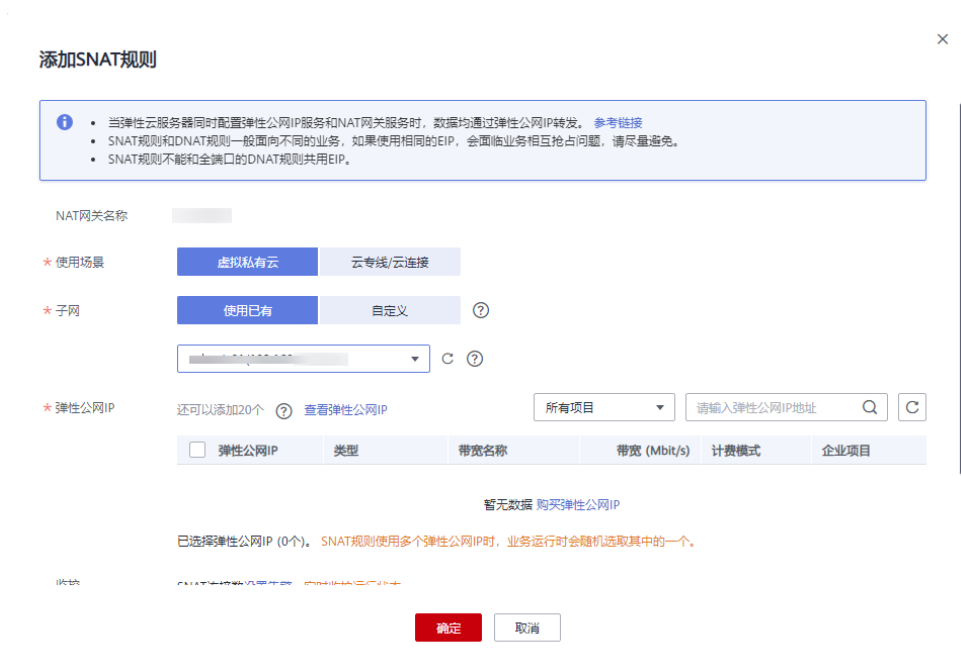 添加SNAT规则
当弹性云服务器同时配置弹性公网IP服务和NAT网关服务时，数据均通过弹性公网IP转发。 参考链接
SNAT规则和DNAT规则一般面向不同的业务，如果使用相同的EIP，会面临业务相互抢占问题，请尽量避免。
SNAT规则不能和全端口的DNAT规则共用EIP。
NAT网关名称
* 使用场景 虚拟私有云 云专线/云连接
* 子网 使用已有 自定义
* 弹性公网IP 还可以添加20个 查看弹性公网IP 所有项目 请输入弹性公网IP地址
弹性公网IP 类型 带宽名称 带宽 (Mbit/s) 计费模式 企业项目
暂无数据 购买弹性公网IP
已选择弹性公网IP (0个)。 SNAT规则使用多个弹性公网IP时，业务运行时会随机选取其中的一个。
确定 取消